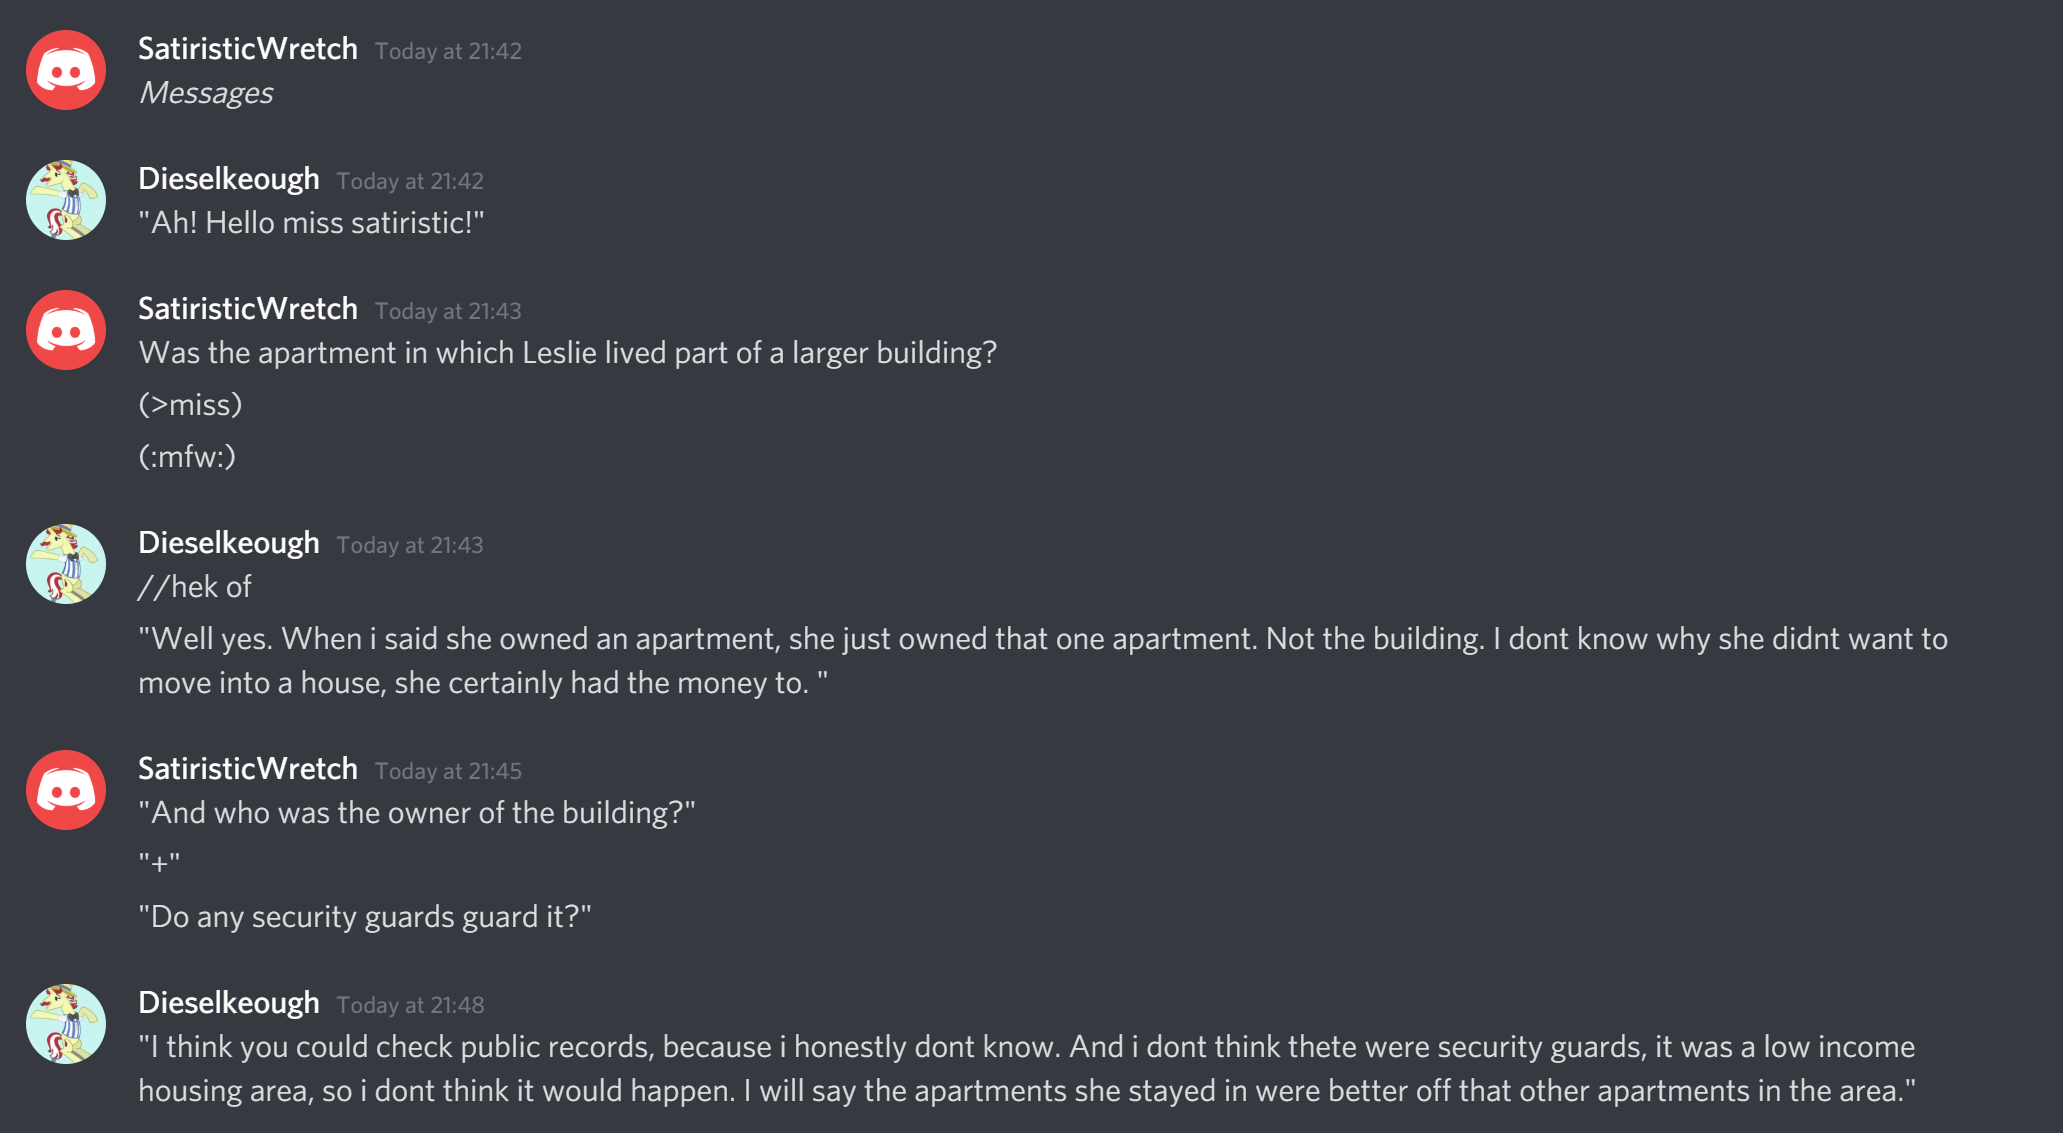 SatiristicWretch Today at 21:42
Messages
Dieselkeough Today at 21:42
"Ah! Hello miss satiristic!"
SatiristicWretch Today at 21:43
Was the apartment in which Leslie lived part of a larger building?
(>miss)
(:mfw:)
Dieselkeough Today at 21:43
//hek of
"Well yes. When i said she owned an apartment, she just owned that one apartment. Not the building. I dont know why she didnt want to
move into a house, she certainly had the money to. "
SatiristicWretch Today at 21:45
"And who was the owner of the building?"
"+"
"Do any security guards guard it?"
Dieselkeough Today at 21:48
"I think you could check public records, because i honestly dont know. And i dont think thete were security guards, it was a low income
housing area, so i dont think it would happen. I will say the apartments she stayed in were better off that other apartments in the area."